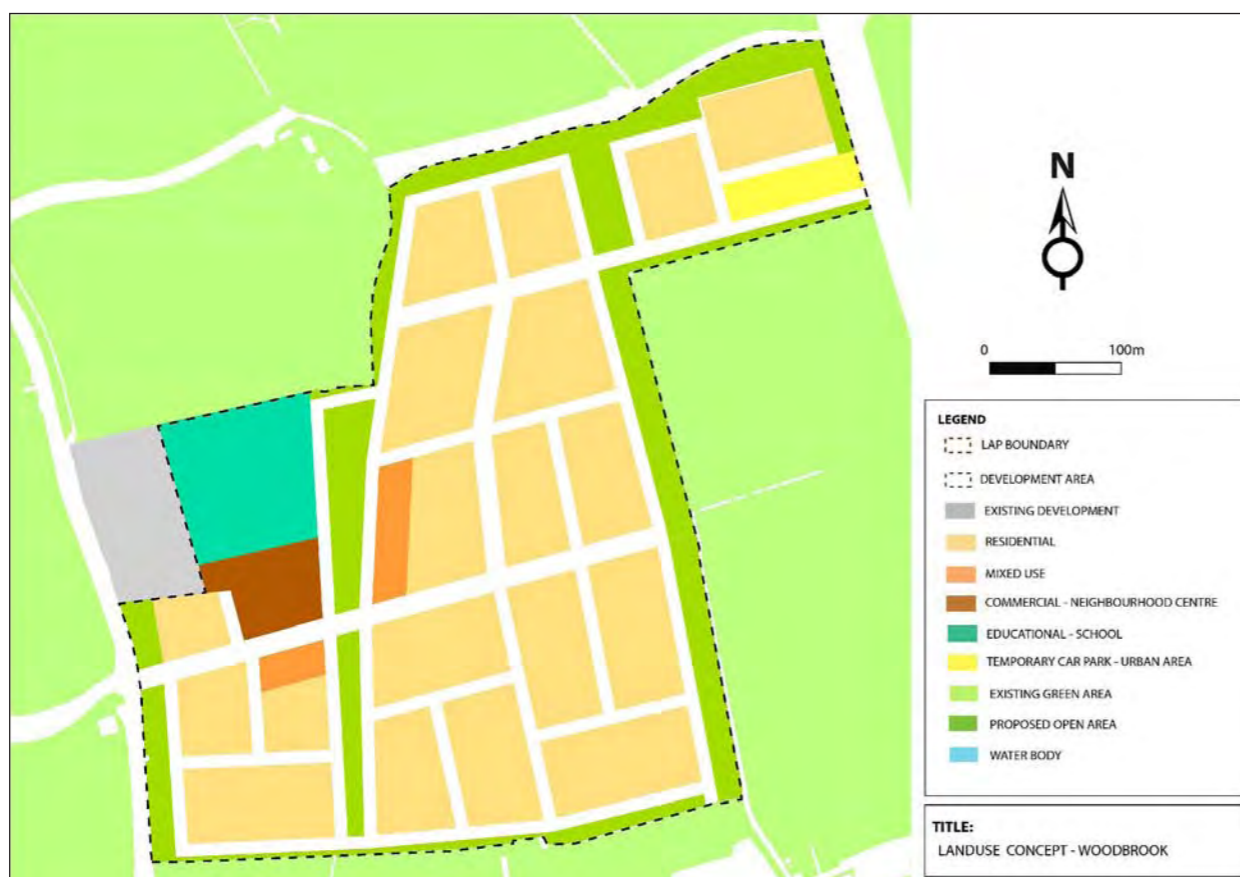 N
0 100m
LEGEND
LAP BOUNDARY
DEVELOPMENT AREA
EXISTING DEVELOPMENT
RESIDENTIAL
MIXED USE
COMMERCIAL - NEIGHBOURHOOD CENTRE
EDUCATIONAL - SCHOOL
TEMPORARY CAR PARK - URBAN AREA
EXISTING GREEN AREA
PROPOSED OPEN AREA
WATER BODY
TITLE:
LANDUSE CONCEPT - WOODBROOK